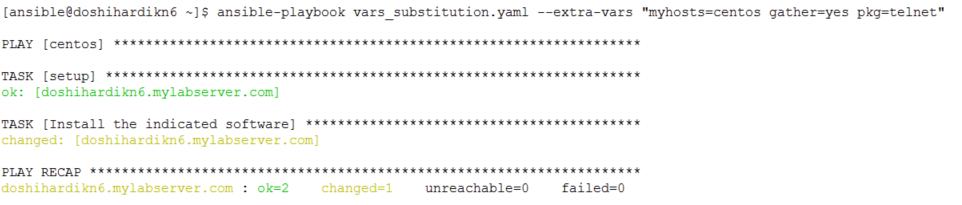 [ansible@doshihardikn6 ~]$ ansible-playbook vars_substitution.yaml --extra-vars "myhosts=centos gather=yes pkg=telnet"
PLAY [centos] ******************************************************************
TASK [setup] *******************************************************************
ok: [doshihardikn6.mylabserver.com]
TASK [Install the indicated software] ******************************************
changed: [doshihardikn6.mylabserver.com]
PLAY RECAP *********************************************************************
doshihardikn6.mylabserver.com : ok=2    changed=1    unreachable=0    failed=0